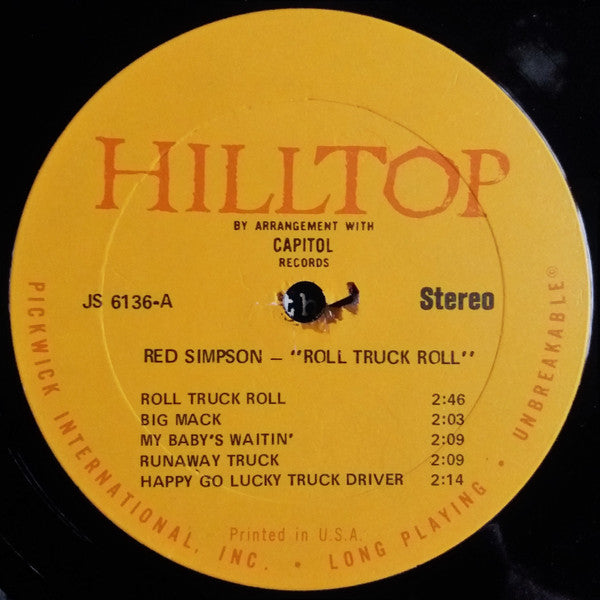 HILLTOP
BY ARRANGEMENT WITH
CAPITOL
RECORDS
JS 6136-A
Stereo
RED SIMPSON – "ROLL TRUCK ROLL"
ROLL TRUCK ROLL 2:46
BIG MACK 2:03
MY BABY'S WAITIN' 2:09
RUNAWAY TRUCK 2:09
HAPPY GO LUCKY TRUCK DRIVER 2:14
Printed in U.S.A.
PICKWICK INTERNATIONAL, INC. • LONG PLAYING • UNBREAKABLE©